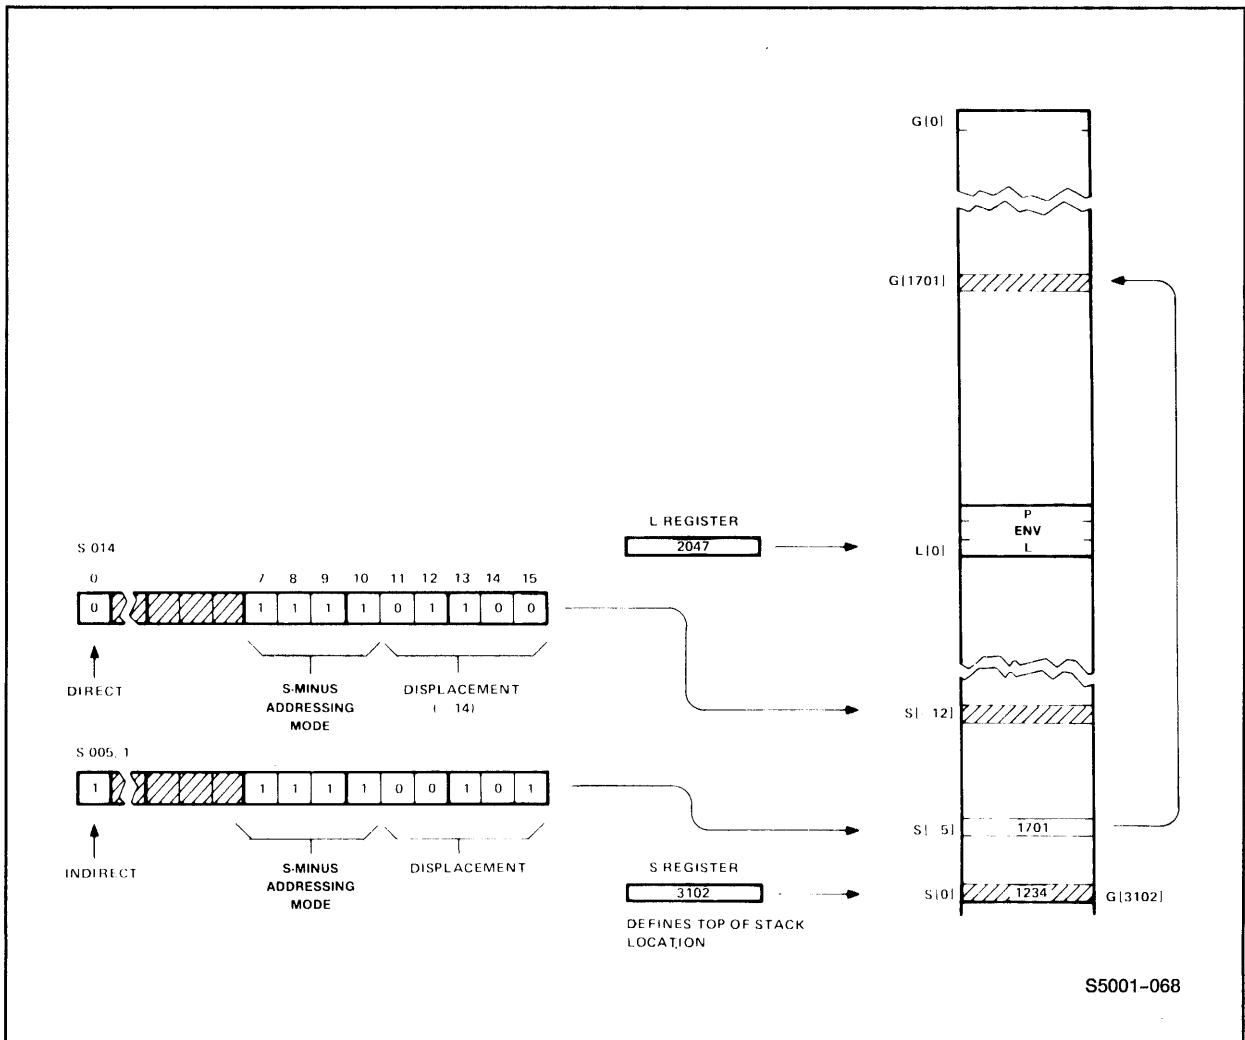 G[0]
G[1701]
L REGISTER
2047
P
ENV
L
L[0]
S 014
0 7 8 9 10 11 12 13 14 15
0 1 1 1 1 0 1 1 0 0
DIRECT
S-MINUS
ADDRESSING
MODE
DISPLACEMENT
( 14)
S[ 12]
S 005, 1
1 1 1 1 1 0 0 1 0 1
INDIRECT
S-MINUS
ADDRESSING
MODE
DISPLACEMENT
S[ 5]
1701
S REGISTER
3102
S[0]
1234
G[3102]
DEFINES TOP OF STACK
LOCATION
S5001-068